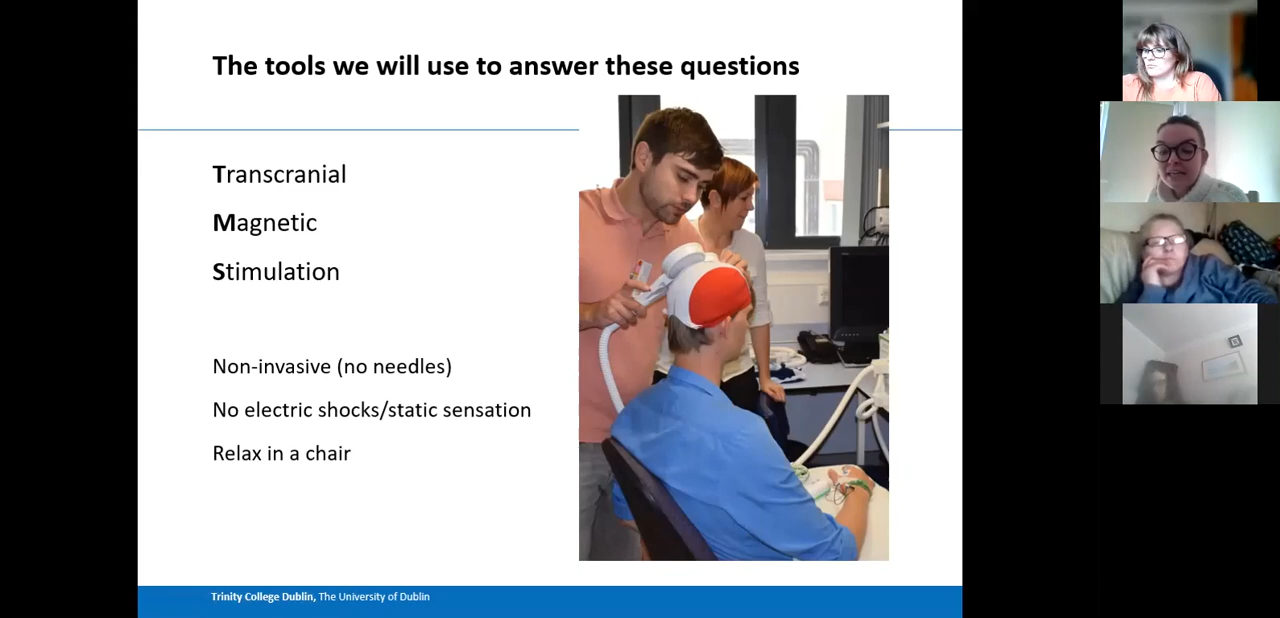 The tools we will use to answer these questions
Transcranial
Magnetic
Stimulation
Non-invasive (no needles)
No electric shocks/static sensation
Relax in a chair
Trinity College Dublin, The University of Dublin